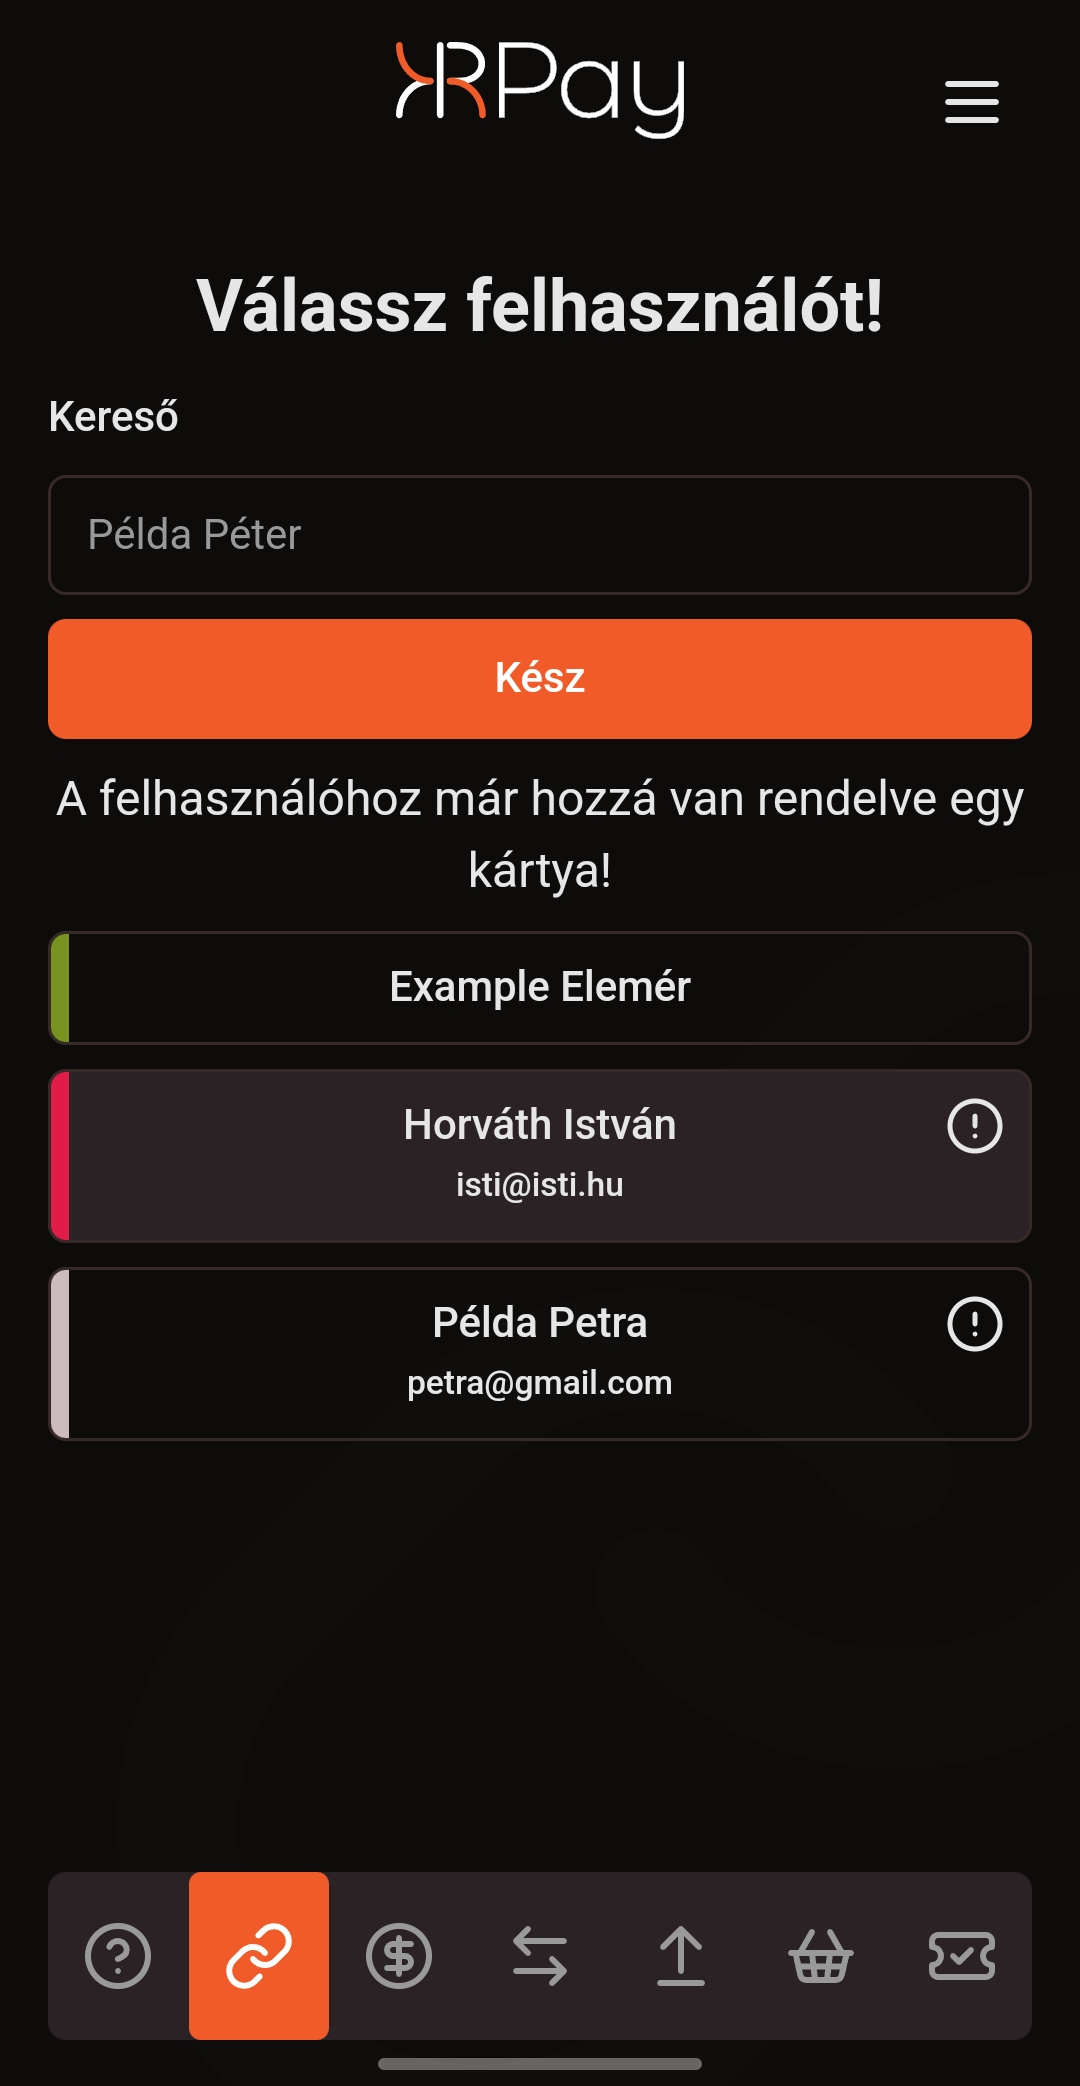 KRPay
Válassz felhasználót!
Kereső
Példa Péter
Kész
A felhasználóhoz már hozzá van rendelve egy
kártya!
Example Elemér
Horváth István
isti@isti.hu
Példa Petra
petra@gmail.com